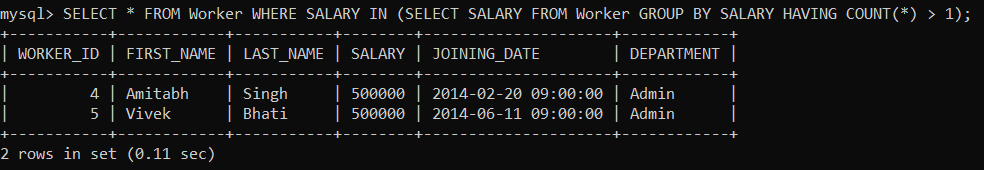 mysql> SELECT * FROM Worker WHERE SALARY IN (SELECT SALARY FROM Worker GROUP BY SALARY HAVING COUNT(*) > 1);
+-----------+------------+-----------+--------+---------------------+------------+
| WORKER_ID | FIRST_NAME | LAST_NAME | SALARY | JOINING_DATE        | DEPARTMENT |
+-----------+------------+-----------+--------+---------------------+------------+
|         4 | Amitabh    | Singh     | 500000 | 2014-02-20 09:00:00 | Admin      |
|         5 | Vivek      | Bhati     | 500000 | 2014-06-11 09:00:00 | Admin      |
+-----------+------------+-----------+--------+---------------------+------------+
2 rows in set (0.11 sec)